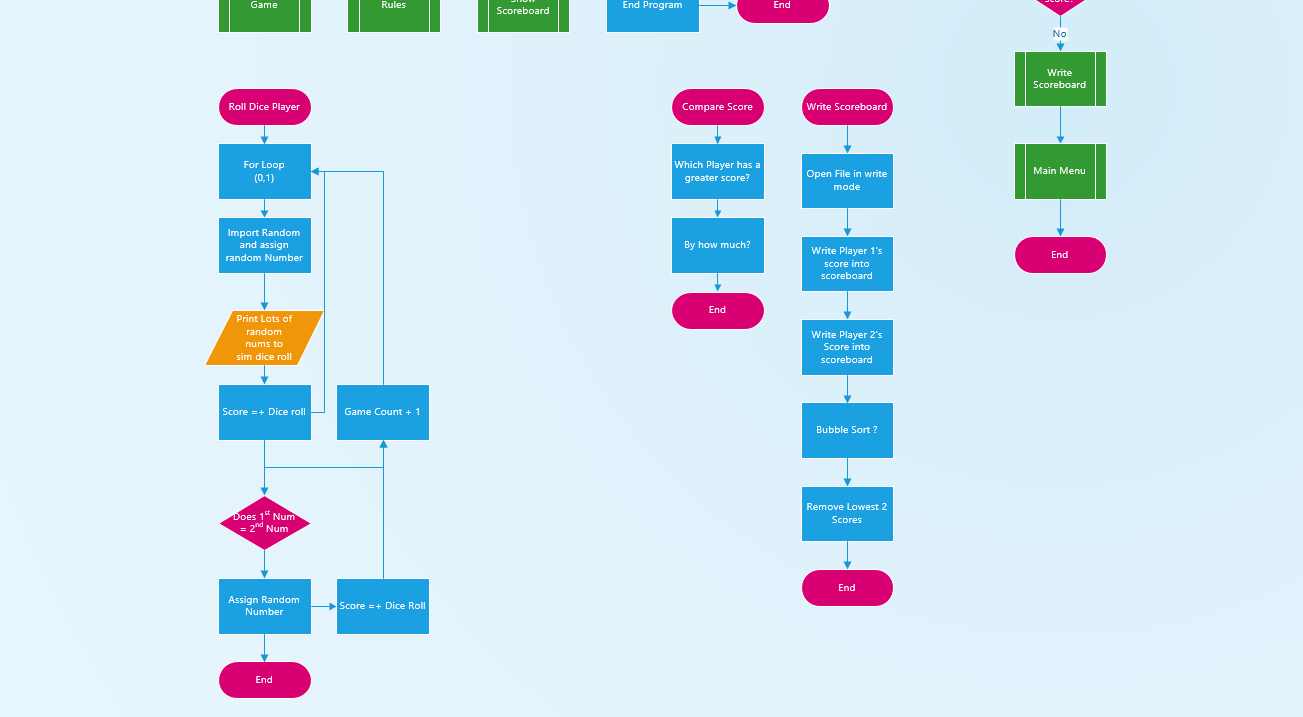 Game
Rules
Show
Scoreboard
End Program
End
score?
No
Write
Scoreboard
Main Menu
End
Roll Dice Player
For Loop
(0,1)
Import Random
and assign
random Number
Print Lots of
random
nums to
sim dice roll
Score =+ Dice roll
Game Count + 1
Does 1st Num
= 2nd Num
Assign Random
Number
Score =+ Dice Roll
End
Compare Score
Which Player has a
greater score?
By how much?
End
Write Scoreboard
Open File in write
mode
Write Player 1's
score into
scoreboard
Write Player 2's
Score into
scoreboard
Bubble Sort ?
Remove Lowest 2
Scores
End